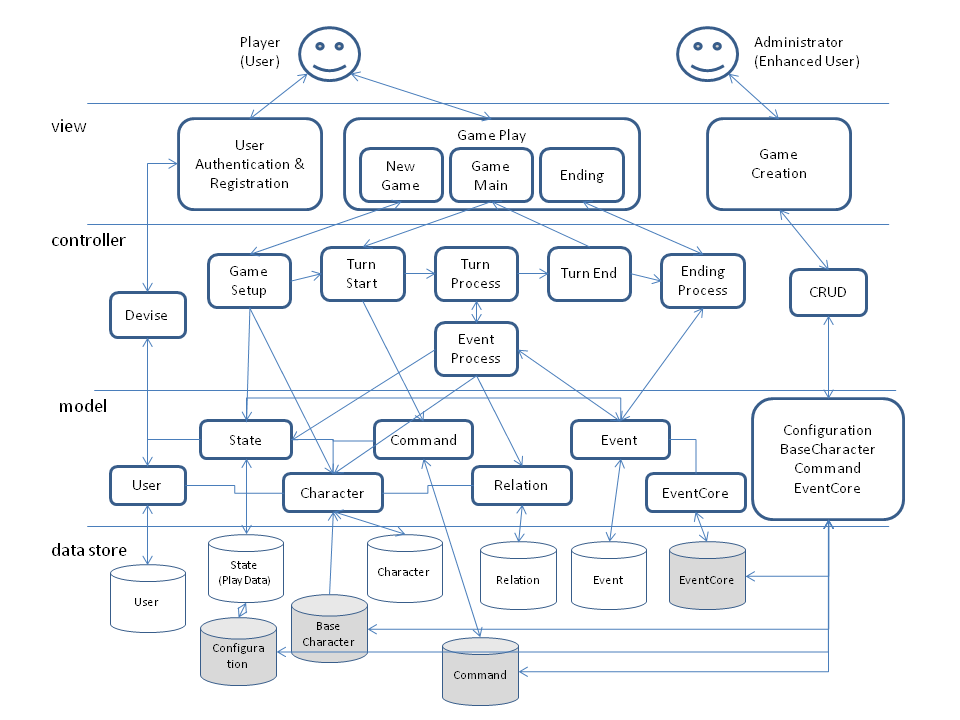 Player
(User)
Administrator
(Enhanced User)
view
User
Authentication &
Registration
Game Play
New
Game
Game
Main
Ending
Game
Creation
controller
Game
Setup
Turn
Start
Turn
Process
Turn End
Ending
Process
CRUD
Devise
Event
Process
model
State
Command
Event
Configuration
BaseCharacter
Command
EventCore
User
Character
Relation
EventCore
data store
State
(Play Data)
Character
Relation
Event
EventCore
User
Base
Character
Configura
tion
Command